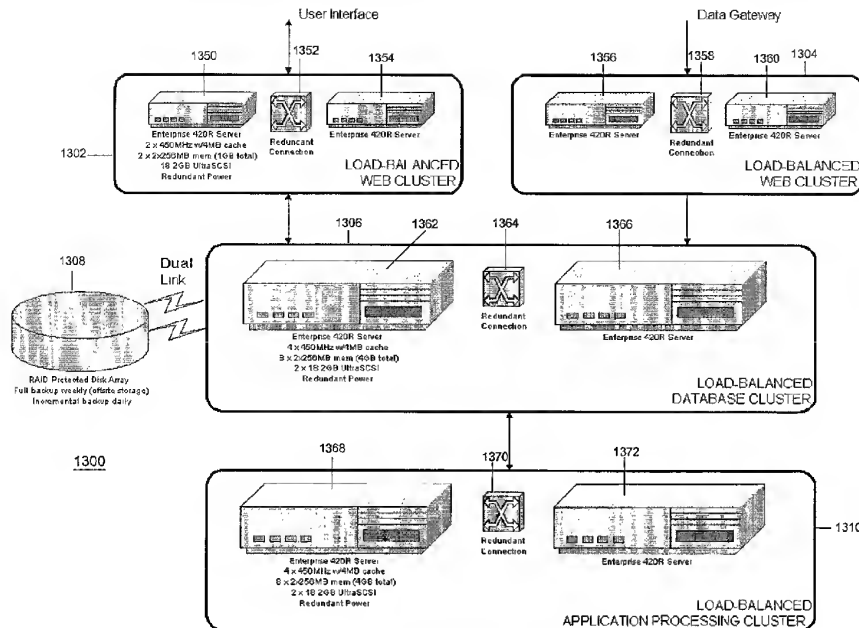 User Interface
Data Gateway
1350
1352
1354
1356
1358
1360
1304
Enterprise 420R Server
2 x 450MHz w/4MB cache
2 x 2x256MB mem (1GB total)
18 2GB UltraSCSI
Redundant Power
Redundant
Connection
Enterprise 420R Server
1302
LOAD-BALANCED
WEB CLUSTER
Enterprise 420R Server
Redundant
Connection
Enterprise 420R Server
LOAD-BALANCED
WEB CLUSTER
1306
1362
1364
1366
1308
Dual
Link
Enterprise 420R Server
4 x 450MHz w/4MB cache
8 x 2x256MB mem (4GB total)
2 x 18 2GB UltraSCSI
Redundant Power
Redundant
Connection
Enterprise 420R Server
RAID Protected Disk Array
Full backup weekly (offsite storage)
Incremental backup daily
LOAD-BALANCED
DATABASE CLUSTER
1300
1368
1370
1372
1310
Enterprise 420R Server
4 x 450MHz w/4MB cache
8 x 2x256MB mem (4GB total)
2 x 18 2GB UltraSCSI
Redundant Power
Redundant
Connection
Enterprise 420R Server
LOAD-BALANCED
APPLICATION PROCESSING CLUSTER